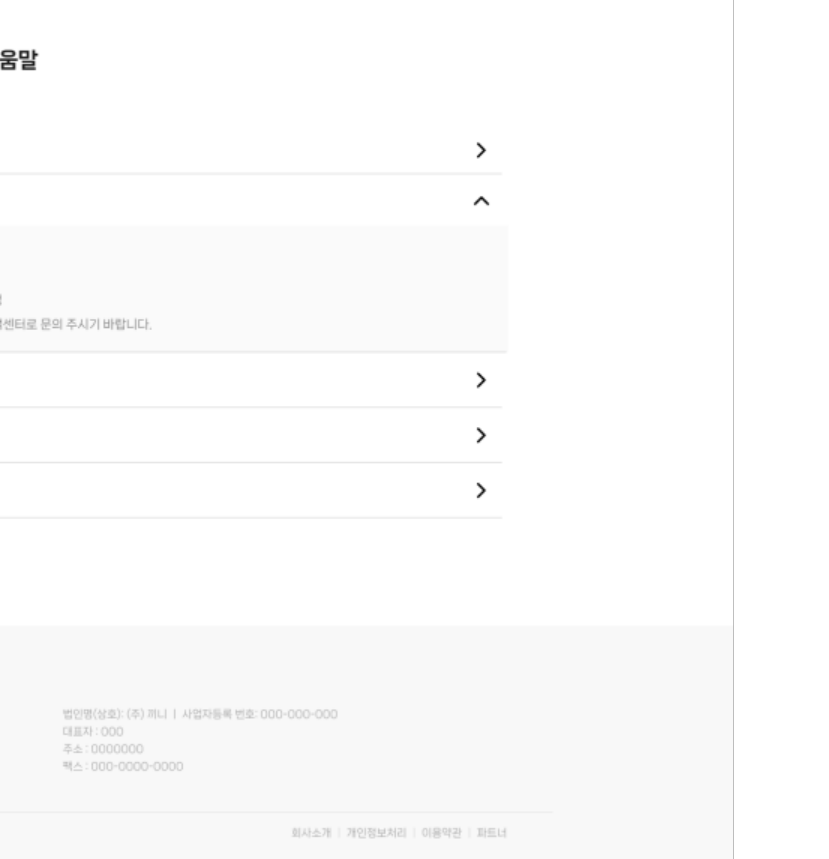 움말
센터로 문의 주시기 바랍니다.
법인명(상호): (주) 끼니 | 사업자등록 번호: 000-000-000
대표자 : 000
주소 : 0000000
팩스 : 000-0000-0000
회사소개 | 개인정보처리 | 이용약관 | 파트너